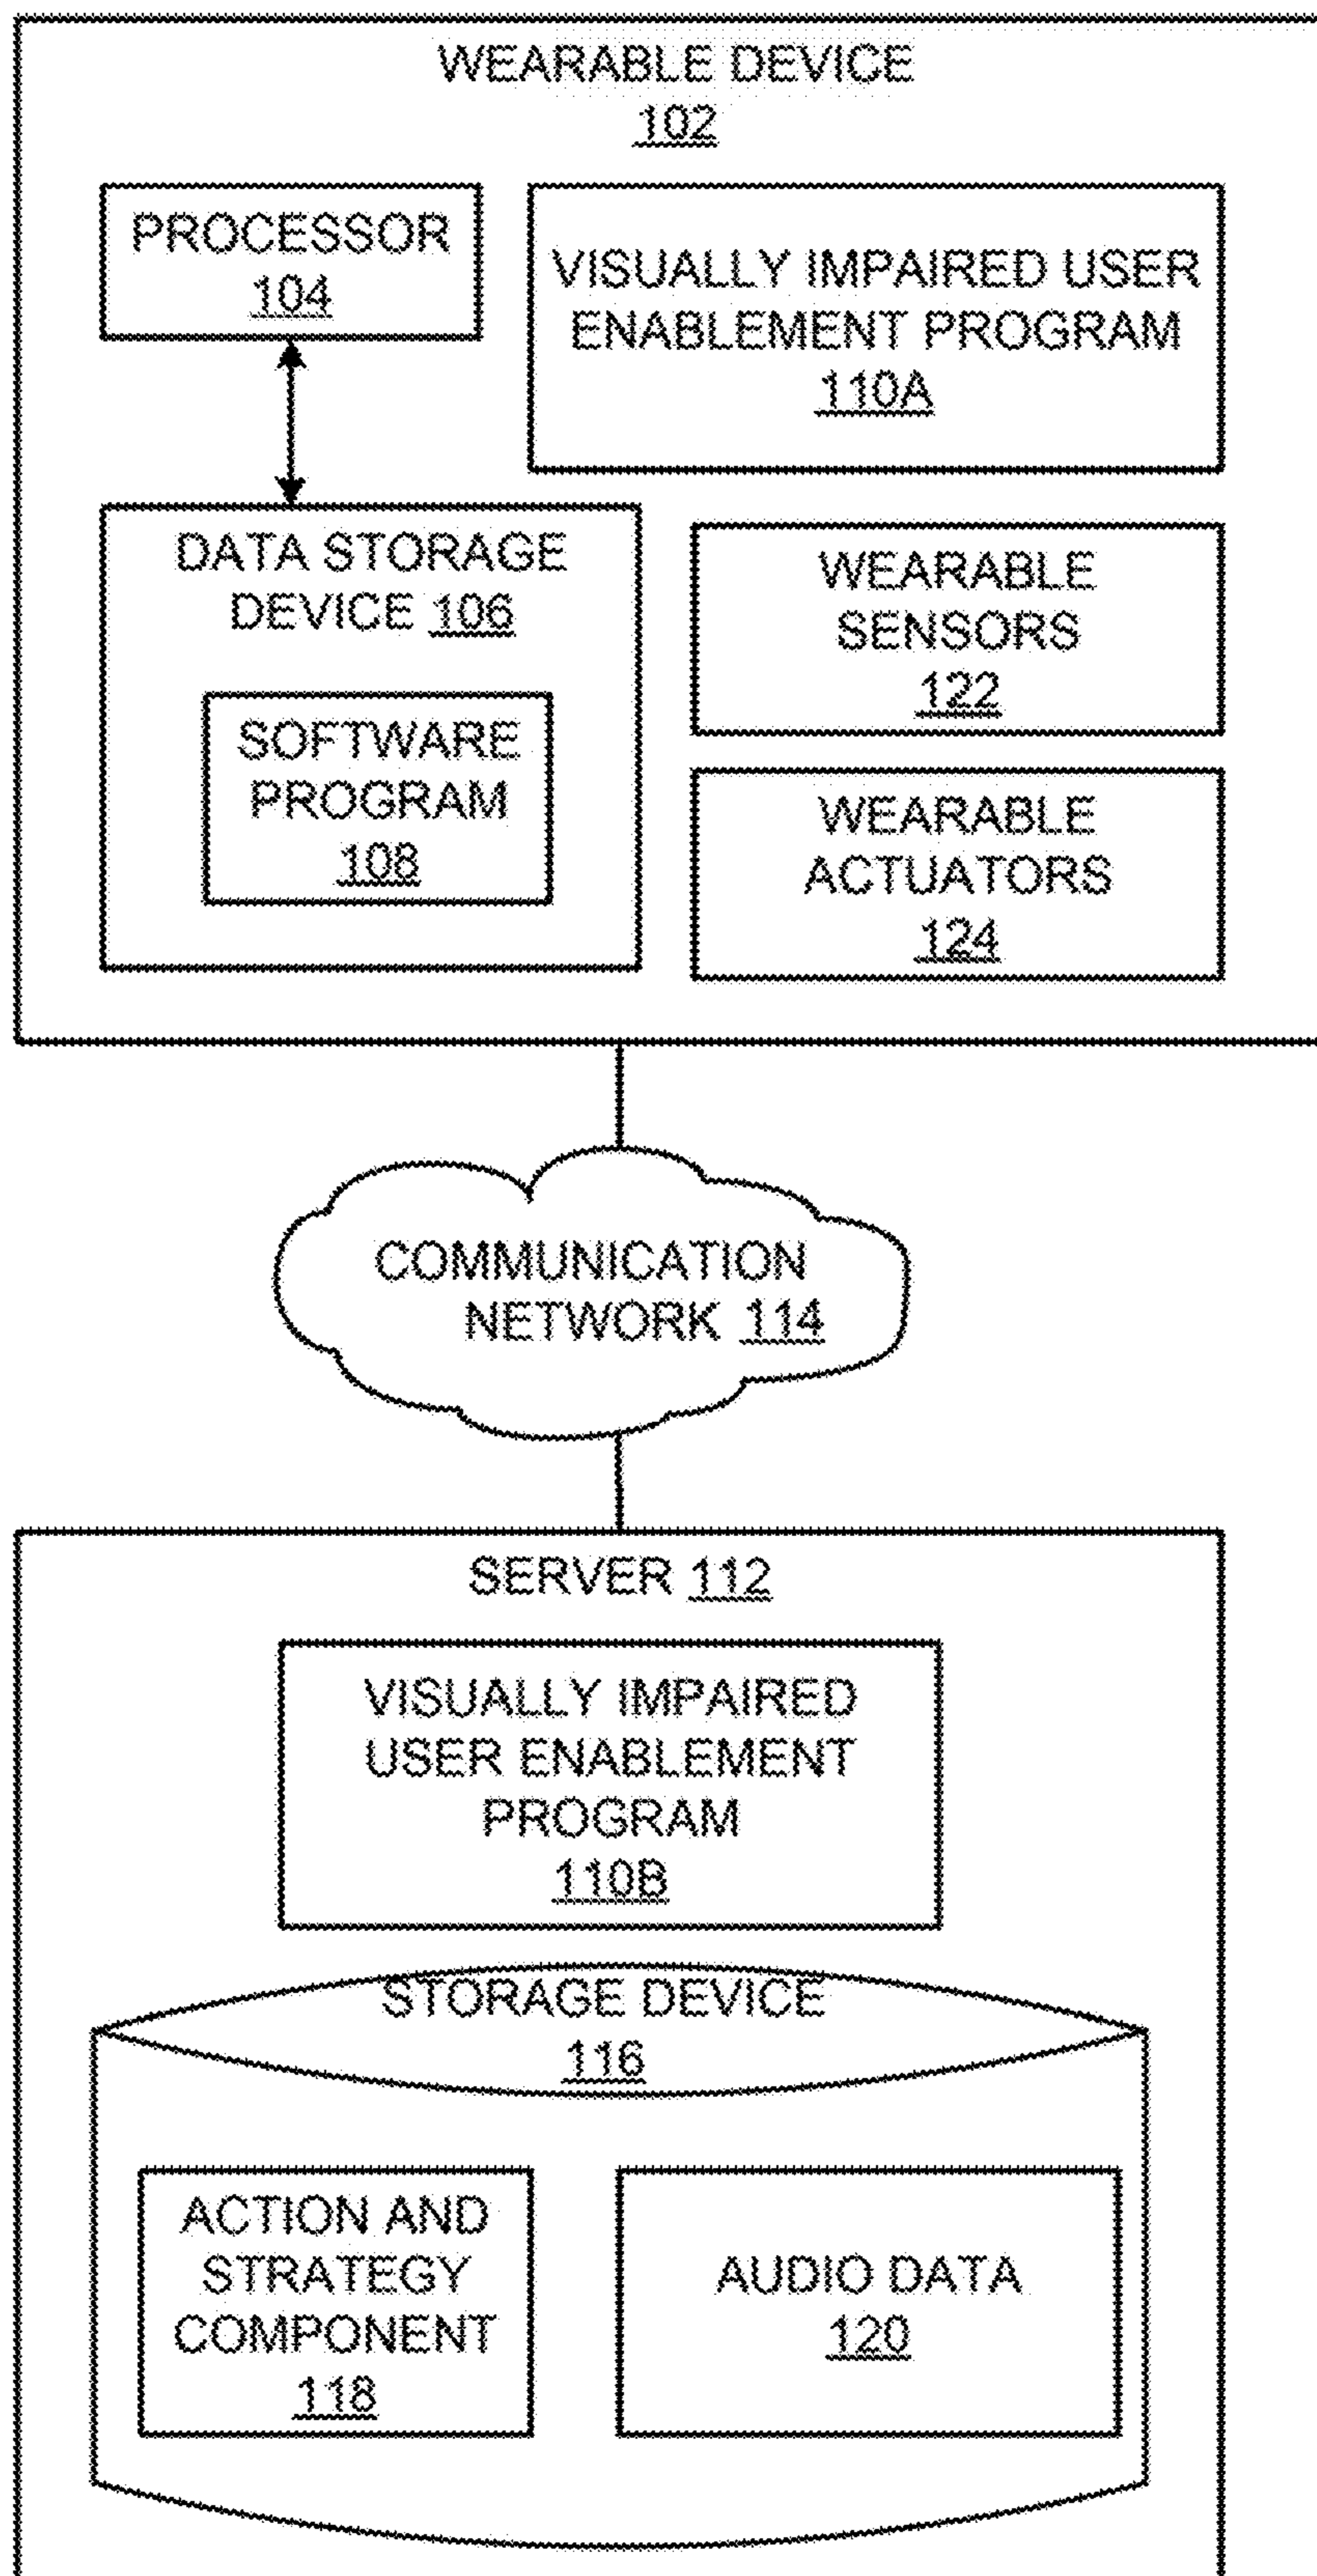 WEARABLE DEVICE
102
PROCESSOR
104
VISUALLY IMPAIRED USER
ENABLEMENT PROGRAM
110A
DATA STORAGE
DEVICE 106
SOFTWARE
PROGRAM
108
WEARABLE
SENSORS
122
WEARABLE
ACTUATORS
124
COMMUNICATION
NETWORK 114
SERVER 112
VISUALLY IMPAIRED
USER ENABLEMENT
PROGRAM
110B
STORAGE DEVICE
116
ACTION AND
STRATEGY
COMPONENT
118
AUDIO DATA
120